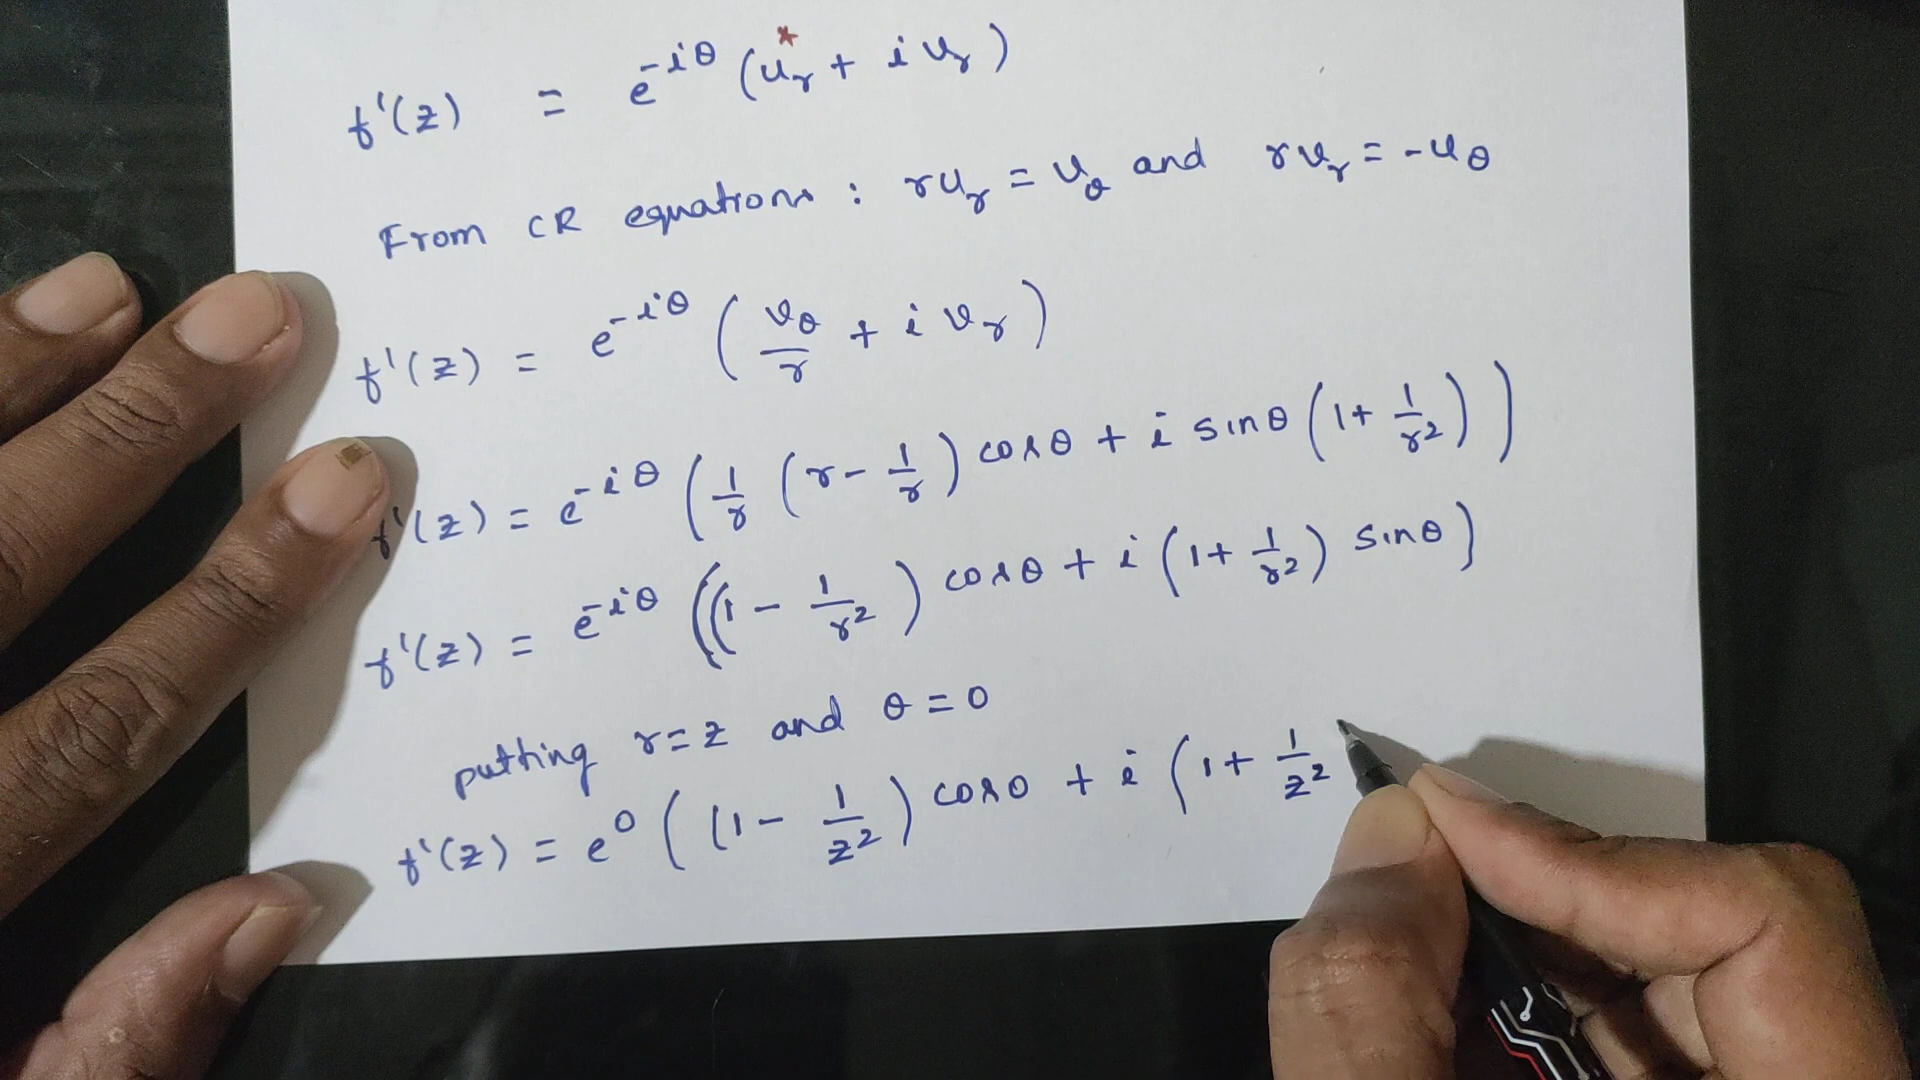 f'(z) = e^{-iθ} (u_r^* + i v_r)
From CR equations : r u_r = v_θ and r v_r = -u_θ
f'(z) = e^{-iθ} ( v_θ/r + i v_r )
f'(z) = e^{-iθ} ( 1/r ( r - 1/r ) cosθ + i sinθ ( 1 + 1/r² ) )
f'(z) = e^{-iθ} (( 1 - 1/r² ) cosθ + i ( 1 + 1/r² ) sinθ )
putting r = z and θ = 0
f'(z) = e^0 ( ( 1 - 1/z² ) cos0 + i ( 1 + 1/z²